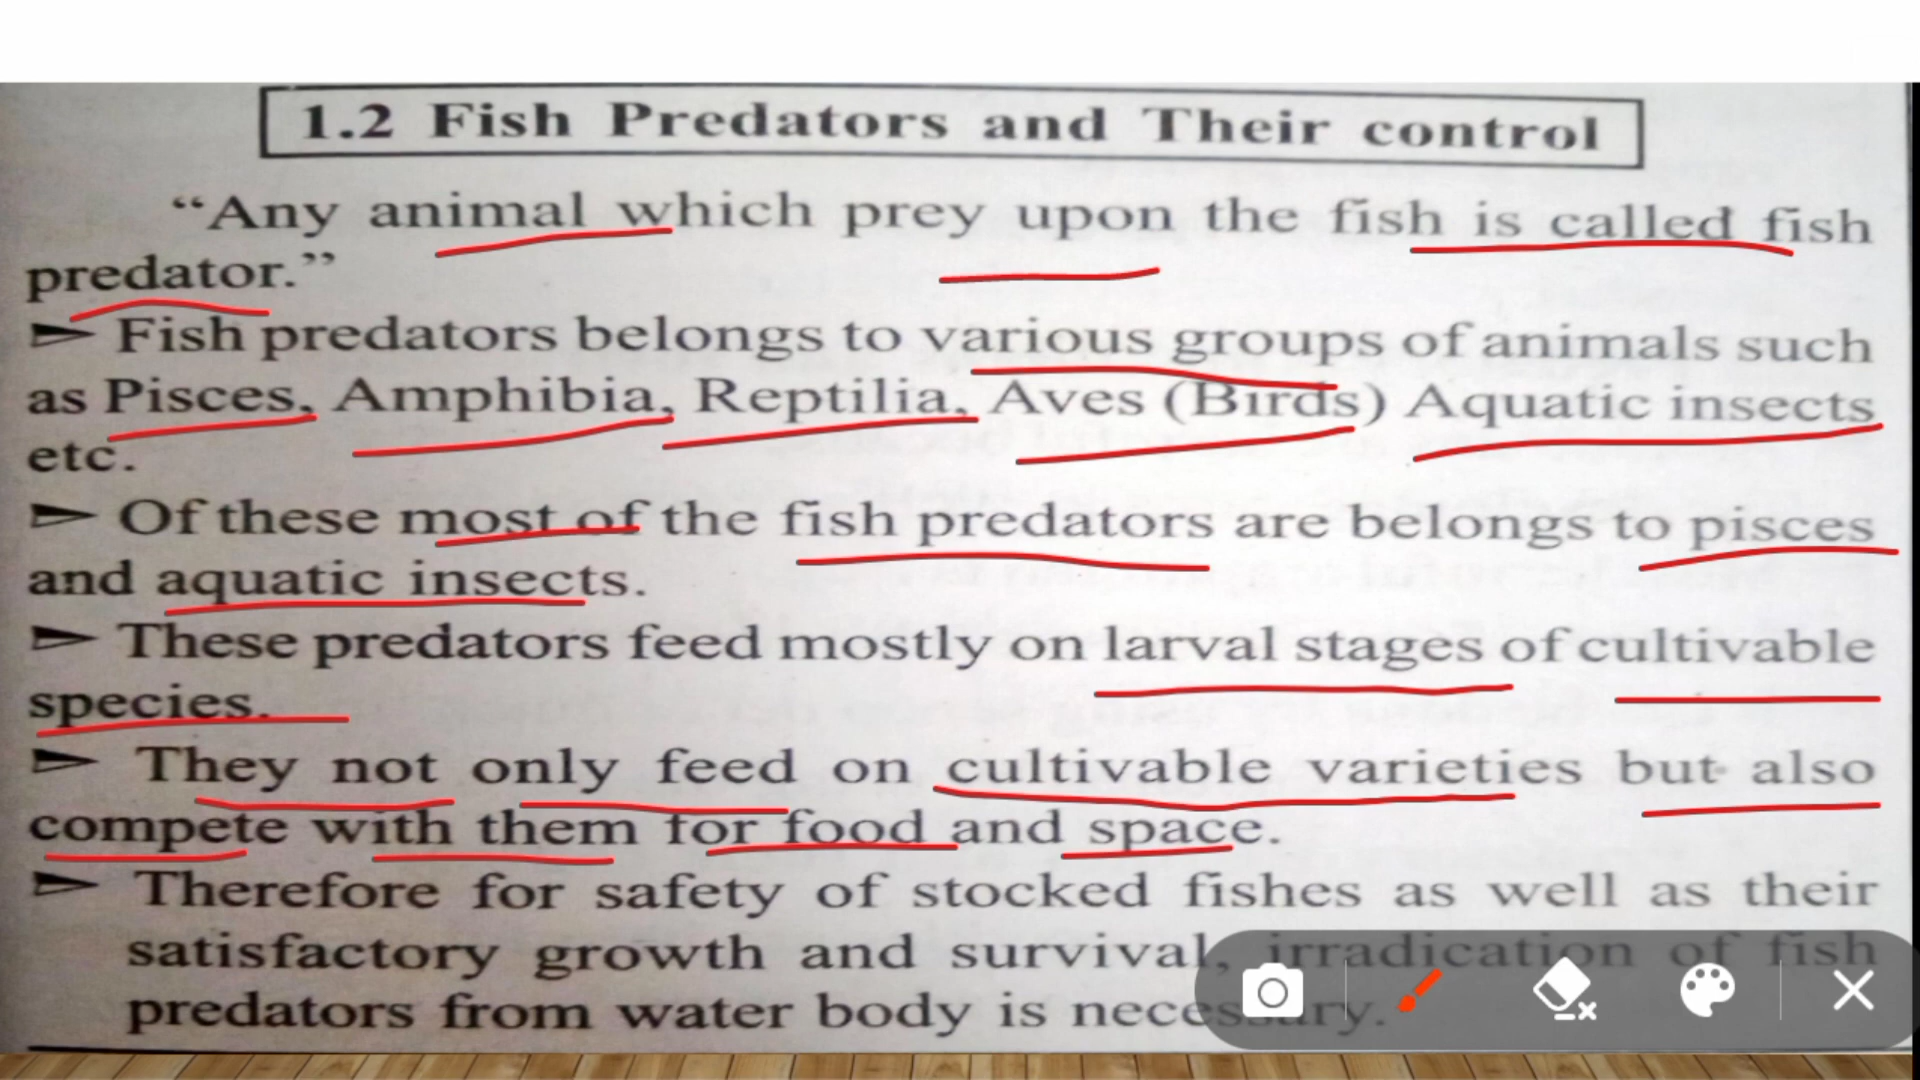 1.2 Fish Predators and Their control
“Any animal which prey upon the fish is called fish
predator.”
Fish predators belongs to various groups of animals such
as Pisces, Amphibia, Reptilia, Aves (Birds) Aquatic insects
etc.
Of these most of the fish predators are belongs to pisces
and aquatic insects.
These predators feed mostly on larval stages of cultivable
species.
They not only feed on cultivable varieties but also
compete with them for food and space.
Therefore for safety of stocked fishes as well as their
satisfactory growth and survival, irradication of fish
predators from water body is necessary.